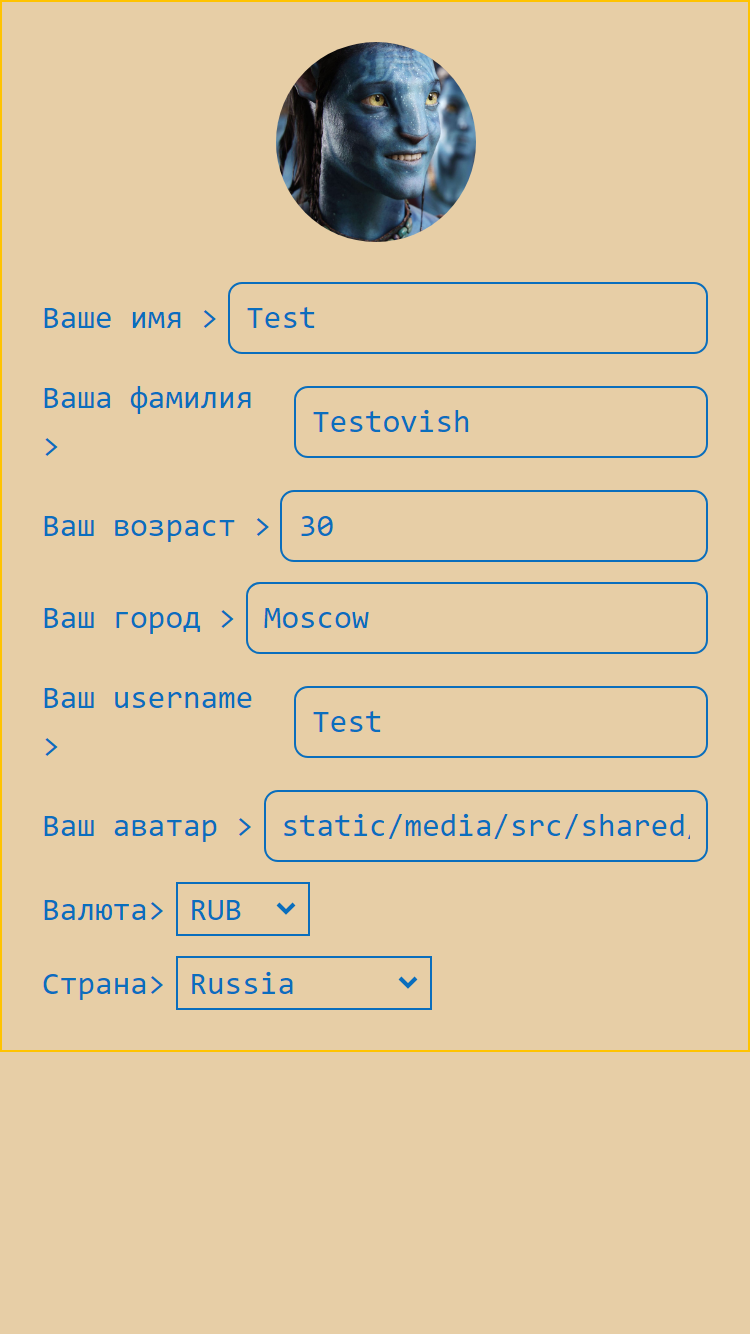 Ваше имя > Test
Ваша фамилия
> Testovish
Ваш возраст > 30
Ваш город > Moscow
Ваш username
> Test
Ваш аватар > static/media/src/shared/
Валюта> RUB
Страна> Russia